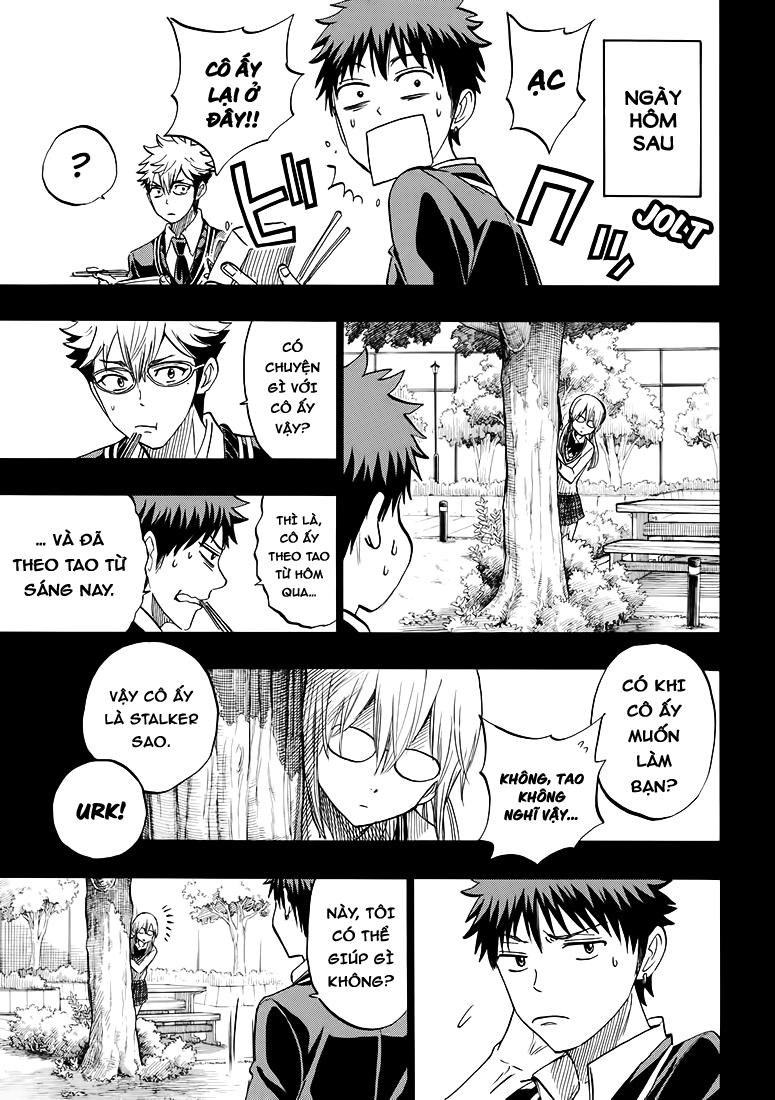 NGÀY
HÔM
SAU
ẠC
CÔ ẤY
LẠI Ở
ĐÂY!!
?
JOLT
ビクッ
CÓ
CHUYỆN
GÌ VỚI
CÔ ẤY
VẬY?
THÌ LÀ,
CÔ ẤY
THEO TAO
TỪ HÔM
QUA...
... VÀ ĐÃ
THEO TAO TỪ
SÁNG NAY.
CÓ KHI
CÔ ẤY
MUỐN
LÀM
BẠN?
KHÔNG, TAO
KHÔNG
NGHĨ VẬY...
VẬY CÔ ẤY
LÀ STALKER
SAO.
URK!
NÀY, TÔI
CÓ THỂ
GIÚP GÌ
KHÔNG?